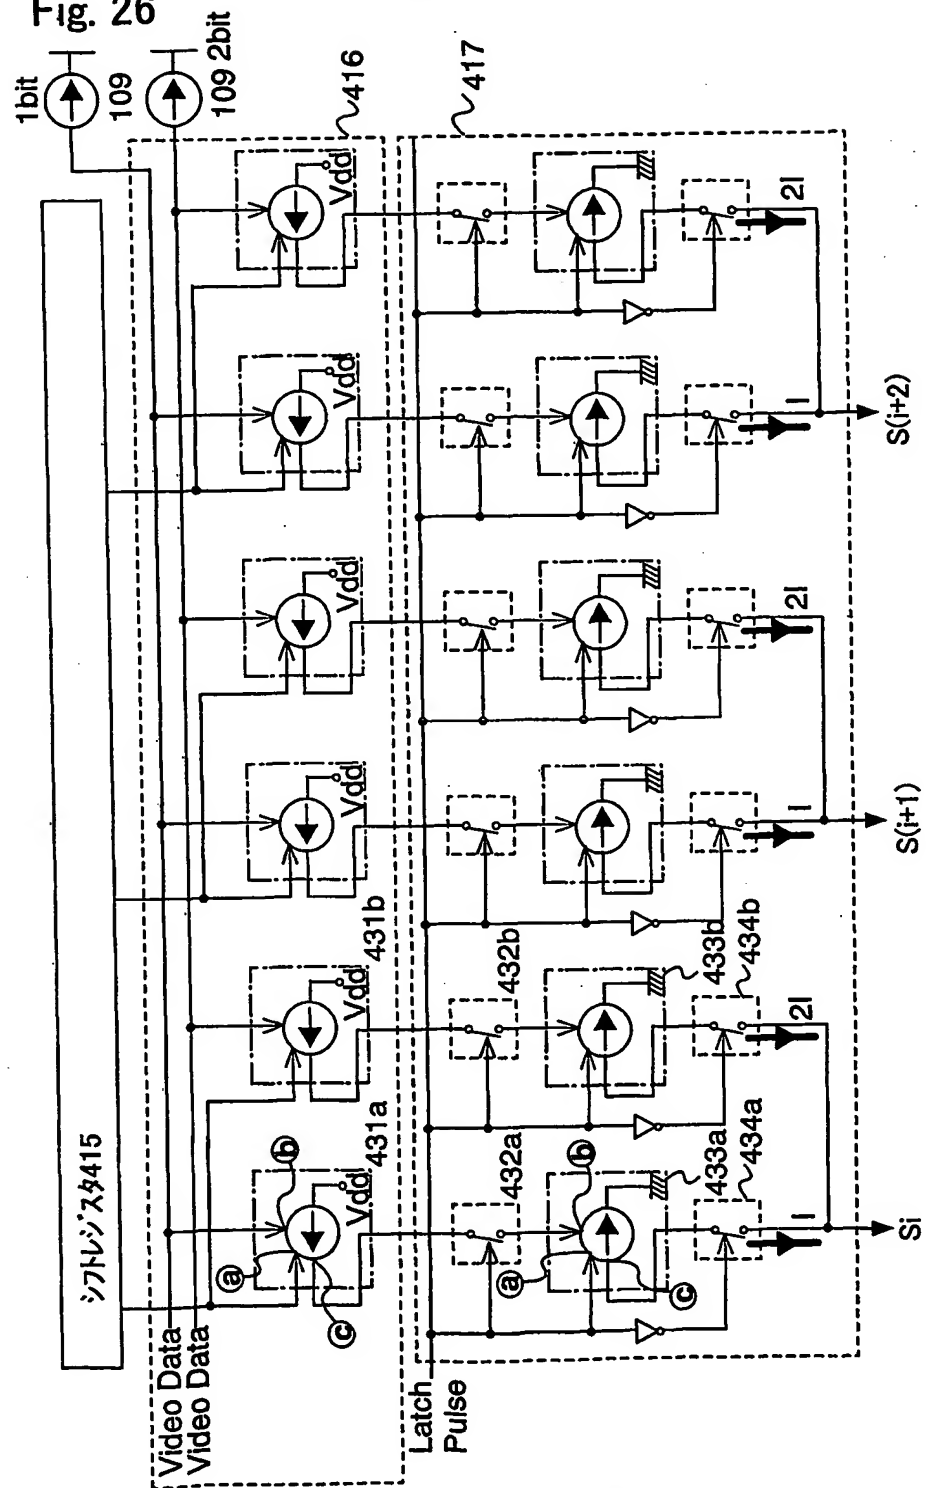 Fig. 26
1bit
109
109 2bit
シフトレジスタ415
416
417
Video Data
Video Data
Latch
Pulse
Vdd
Vdd
Vdd
Vdd
Vdd
Vdd
431a
431b
432a
432b
433a
433b
434a
434b
a
b
c
a
b
c
I
2I
I
2I
I
2I
Si
S(i+1)
S(i+2)